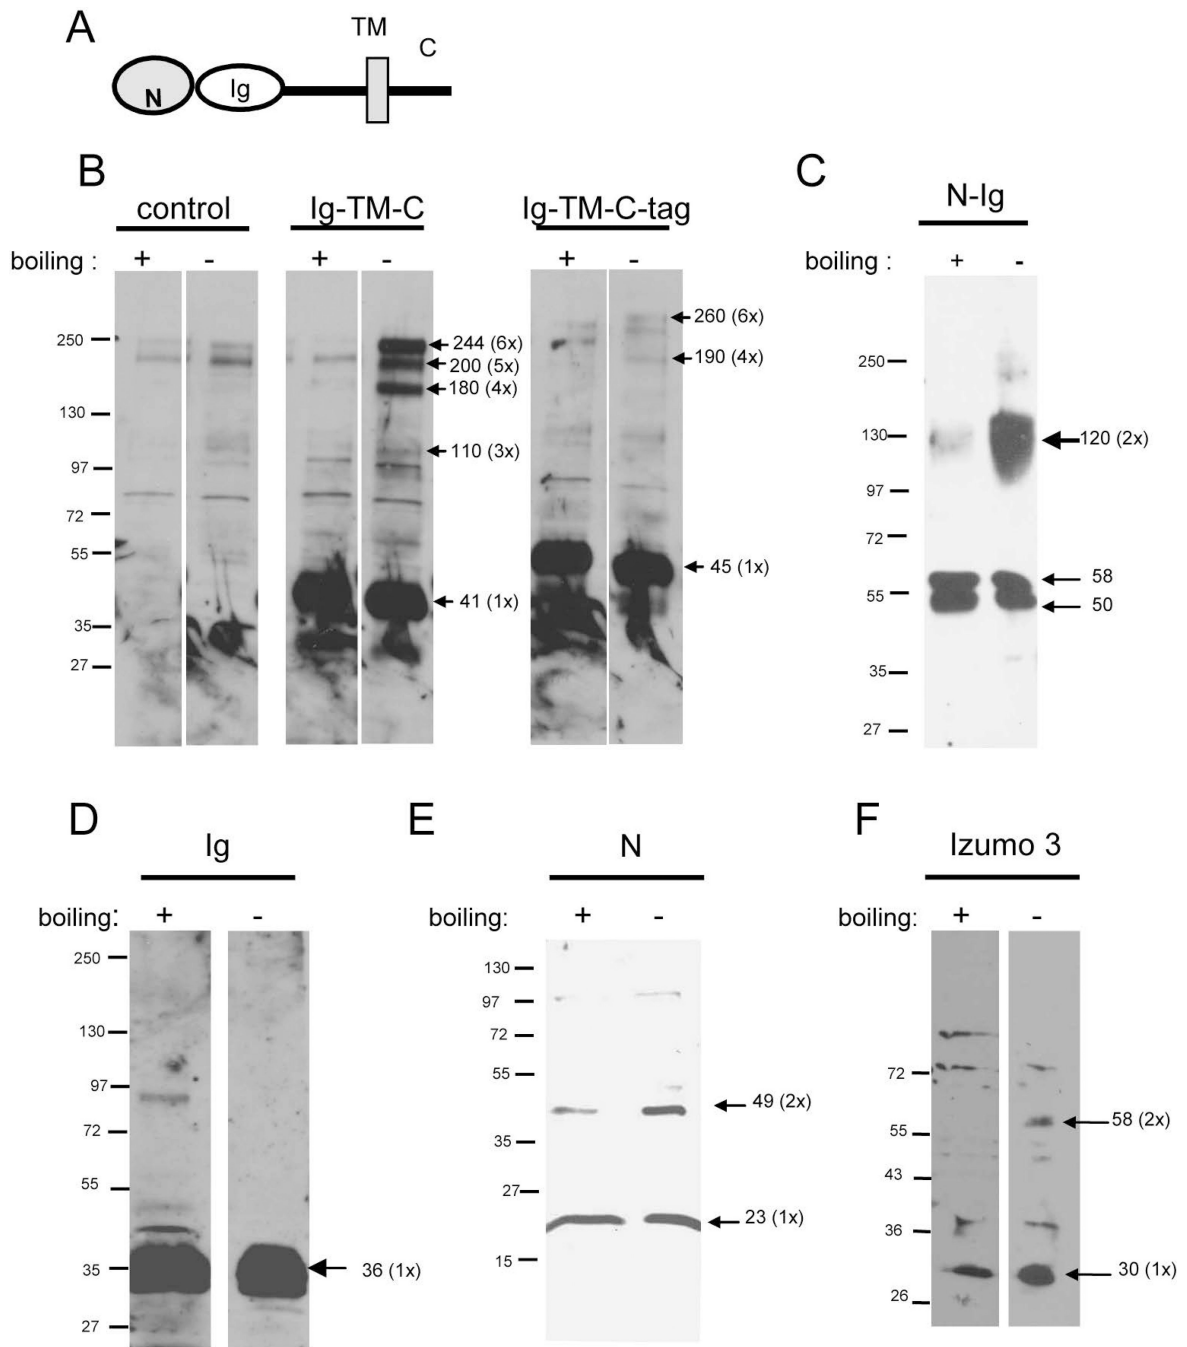 A
TM
C
N
Ig
B
control
Ig-TM-C
Ig-TM-C-tag
boiling :
+
-
+
-
+
-
250
130
97
72
55
35
27
244 (6x)
200 (5x)
180 (4x)
110 (3x)
41 (1x)
260 (6x)
190 (4x)
45 (1x)
C
N-Ig
boiling :
+
-
250
130
97
72
55
35
27
120 (2x)
58
50
D
Ig
boiling:
+
-
250
130
97
72
55
35
27
36 (1x)
E
N
boiling:
+
-
130
97
72
55
35
27
15
49 (2x)
23 (1x)
F
Izumo 3
boiling:
+
-
72
55
43
36
26
58 (2x)
30 (1x)